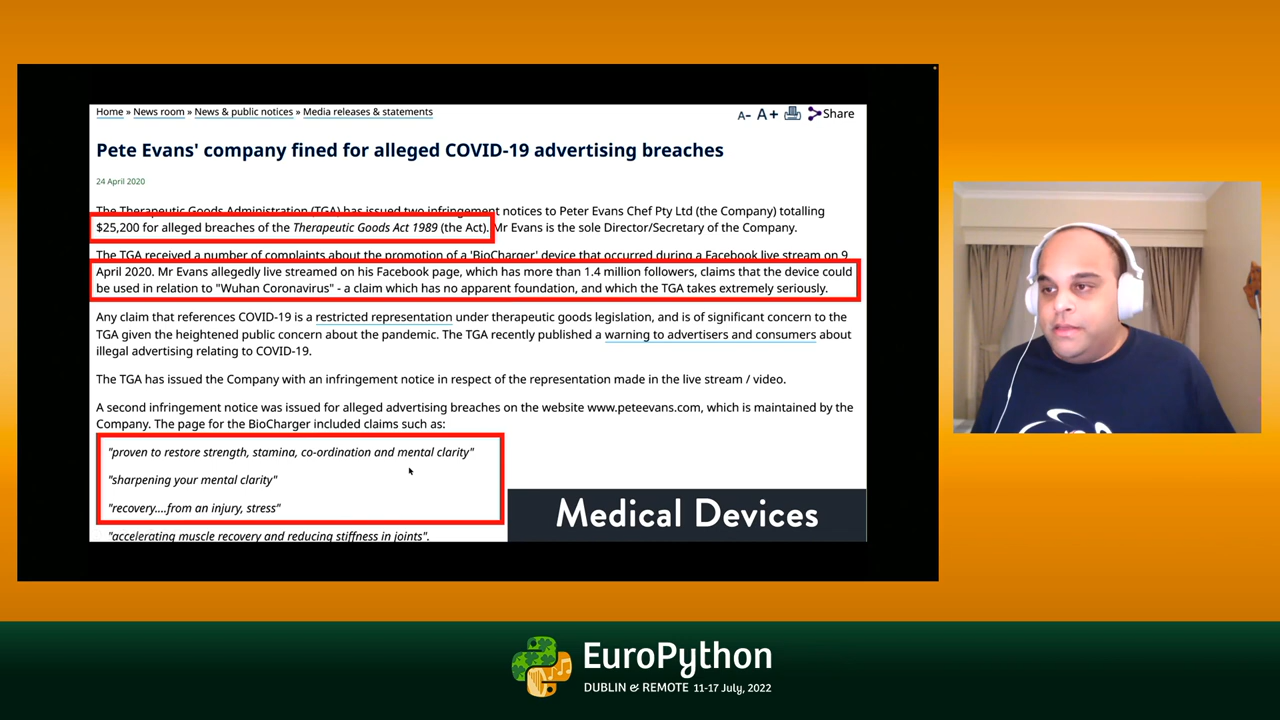 Home » News room » News & public notices » Media releases & statements
A- A+ Share
Pete Evans' company fined for alleged COVID-19 advertising breaches
24 April 2020
The Therapeutic Goods Administration (TGA) has issued two infringement notices to Peter Evans Chef Pty Ltd (the Company) totalling
$25,200 for alleged breaches of the Therapeutic Goods Act 1989 (the Act). Mr Evans is the sole Director/Secretary of the Company.
The TGA received a number of complaints about the promotion of a 'BioCharger' device that occurred during a Facebook live stream on 9
April 2020. Mr Evans allegedly live streamed on his Facebook page, which has more than 1.4 million followers, claims that the device could
be used in relation to "Wuhan Coronavirus" - a claim which has no apparent foundation, and which the TGA takes extremely seriously.
Any claim that references COVID-19 is a restricted representation under therapeutic goods legislation, and is of significant concern to the
TGA given the heightened public concern about the pandemic. The TGA recently published a warning to advertisers and consumers about
illegal advertising relating to COVID-19.
The TGA has issued the Company with an infringement notice in respect of the representation made in the live stream / video.
A second infringement notice was issued for alleged advertising breaches on the website www.peteevans.com, which is maintained by the
Company. The page for the BioCharger included claims such as:
"proven to restore strength, stamina, co-ordination and mental clarity"
"sharpening your mental clarity"
"recovery....from an injury, stress"
"accelerating muscle recovery and reducing stiffness in joints".
Medical Devices
EuroPython
DUBLIN & REMOTE 11-17 July, 2022